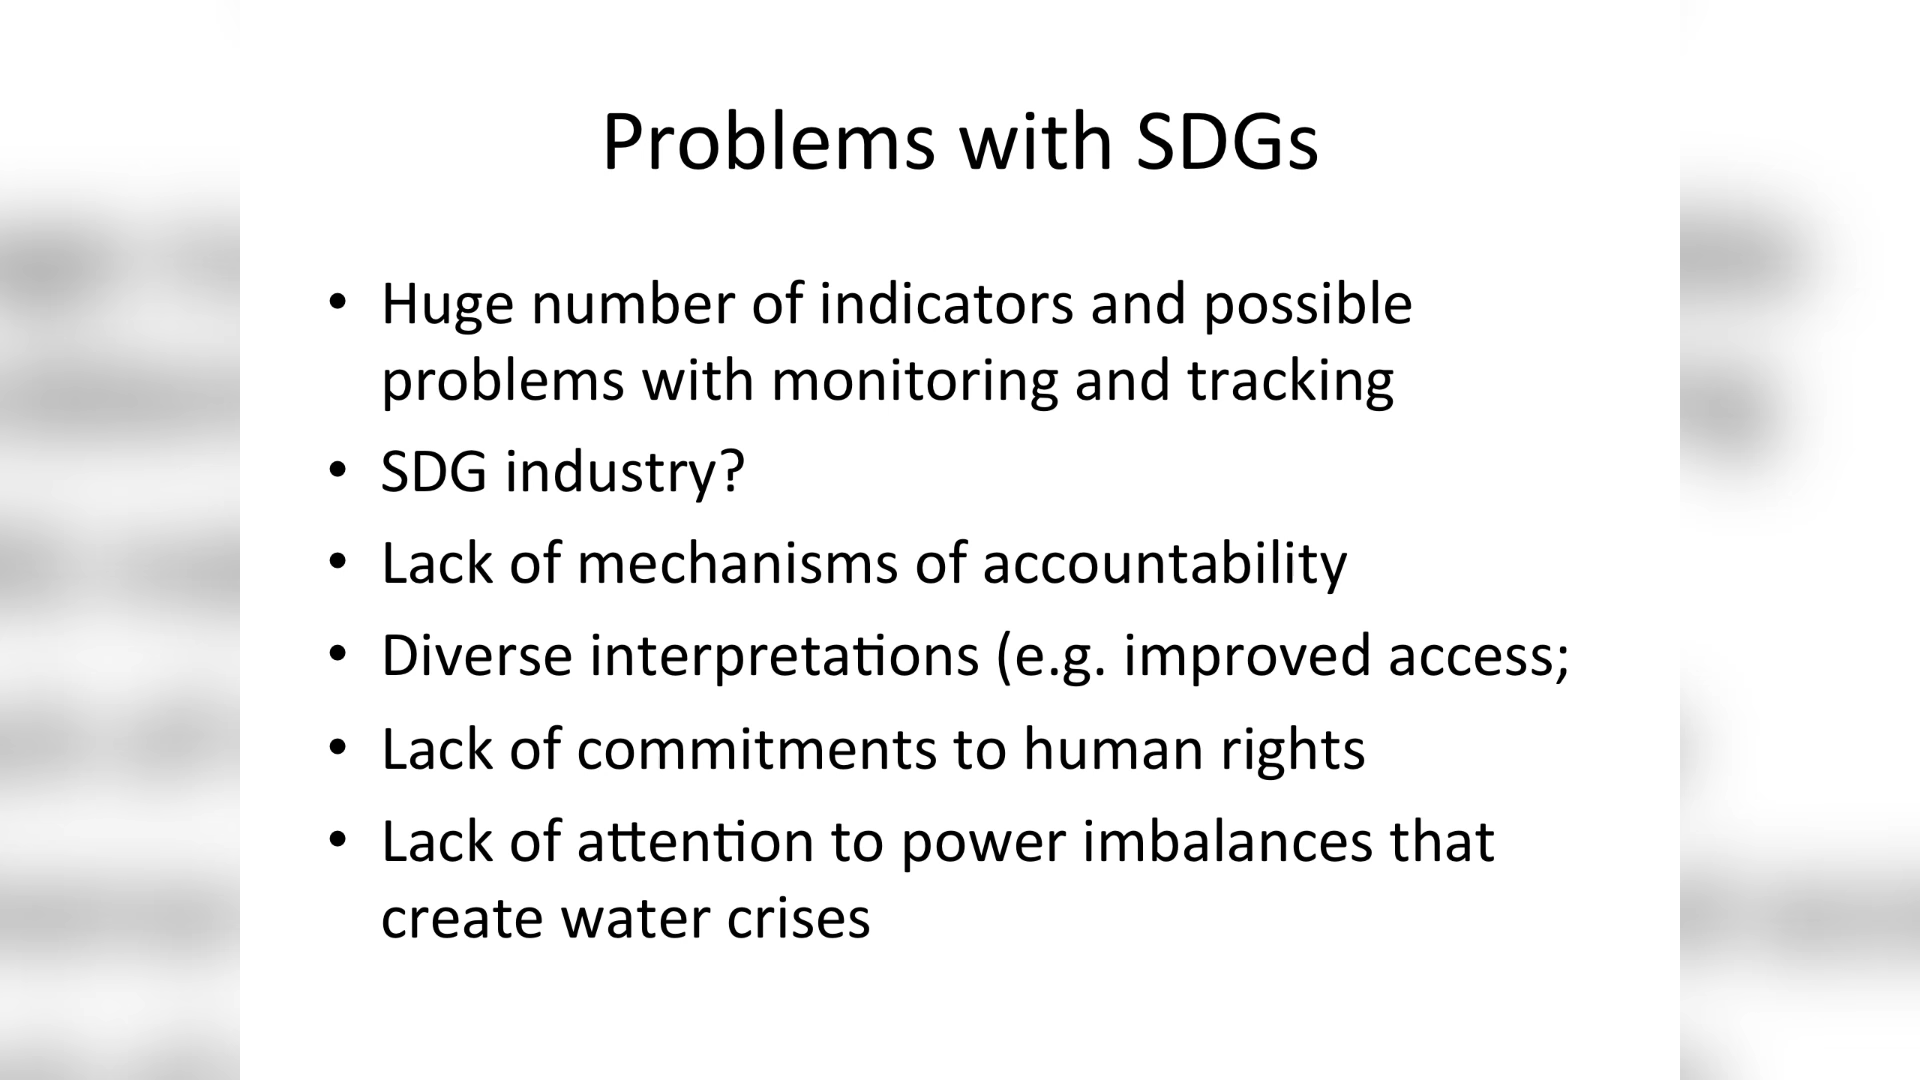 Problems with SDGs
• Huge number of indicators and possible
problems with monitoring and tracking
• SDG industry?
• Lack of mechanisms of accountability
• Diverse interpretations (e.g. improved access;
• Lack of commitments to human rights
• Lack of attention to power imbalances that
create water crises